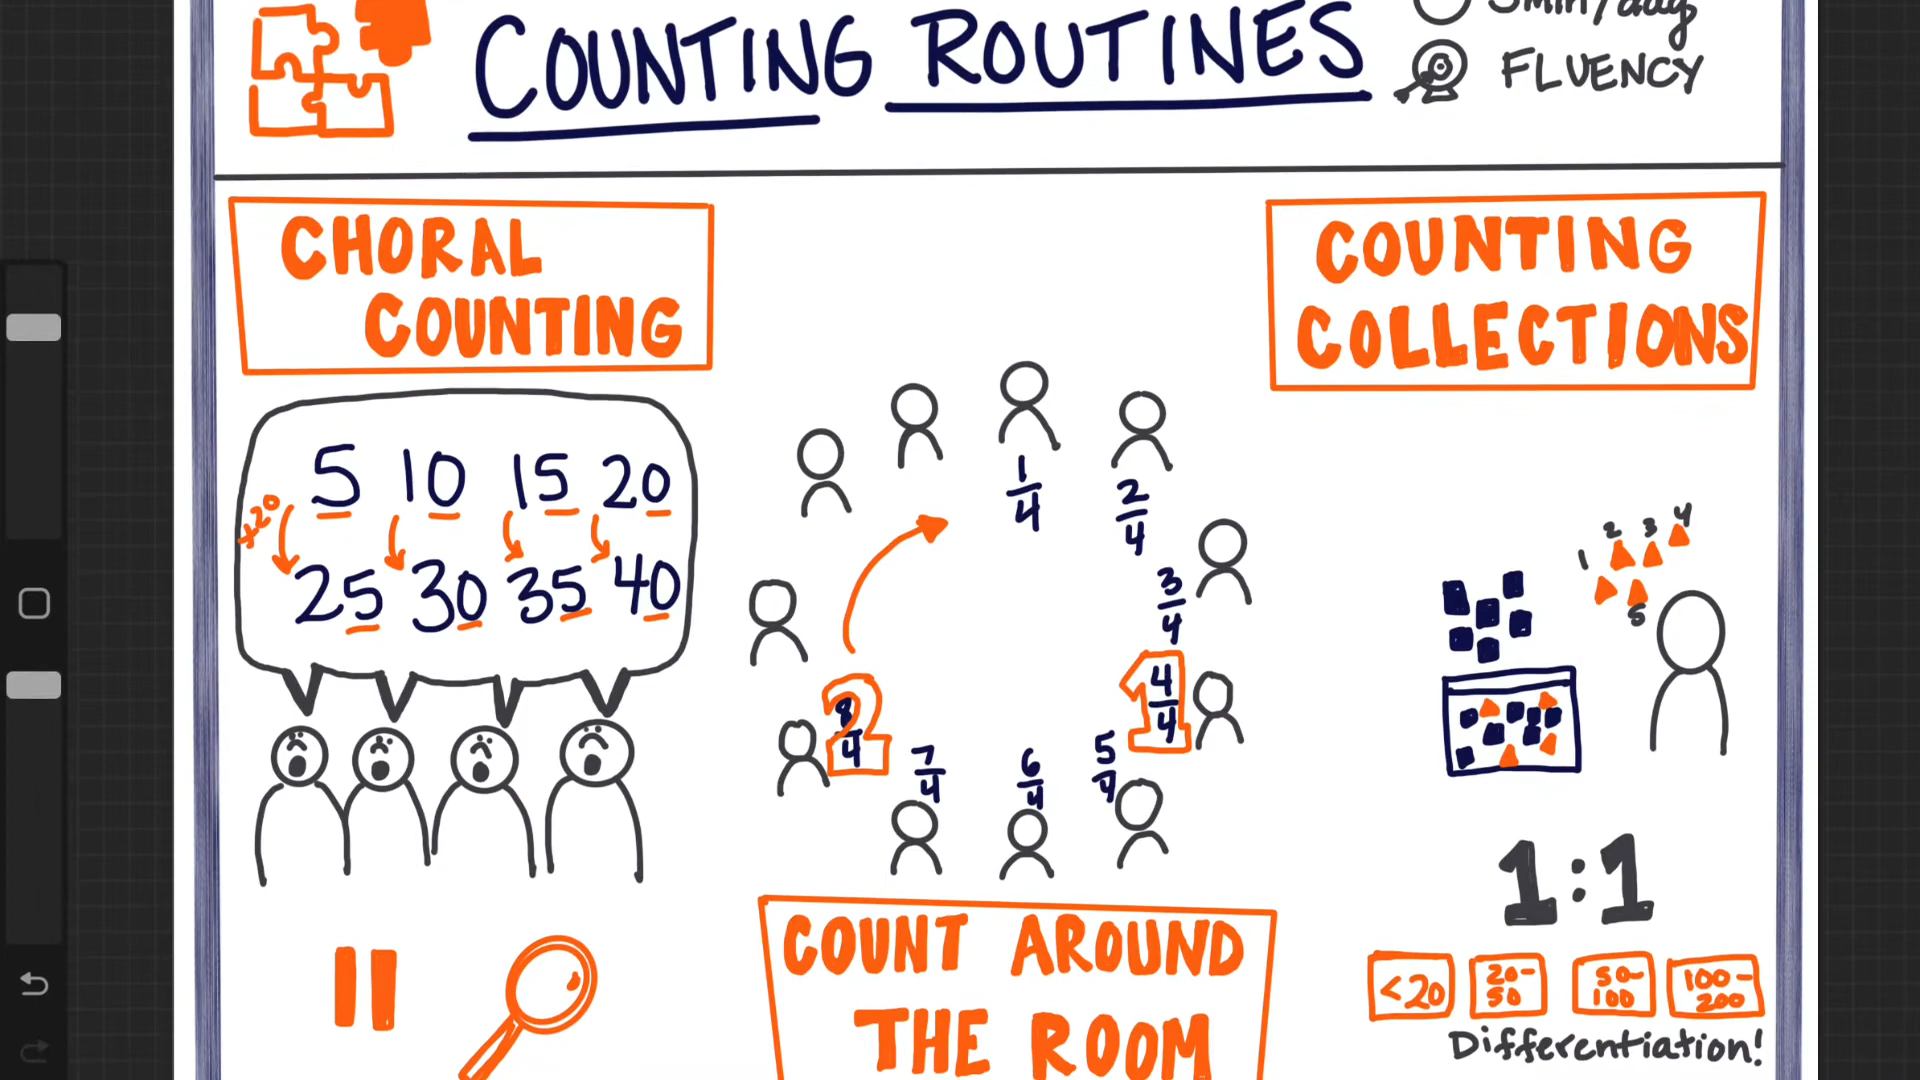 COUNTING ROUTINES
5min/day
FLUENCY
CHORAL
COUNTING
5 10 15 20
+20
25 30 35 40
1/4
2/4
3/4
4/4
1
5/4
6/4
7/4
8/4
2
COUNT AROUND
THE ROOM
COUNTING
COLLECTIONS
1 2 3 4
5
1:1
<20
20-
50
50-
100
100-
200
Differentiation!